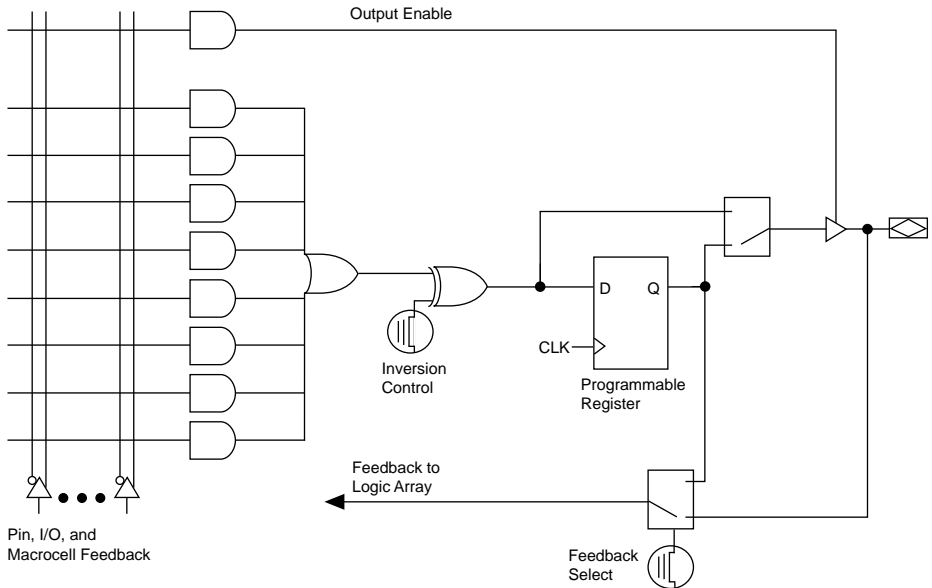 Output Enable
D Q
CLK
Inversion
Control
Programmable
Register
Feedback to
Logic Array
Pin, I/O, and
Macrocell Feedback
Feedback
Select